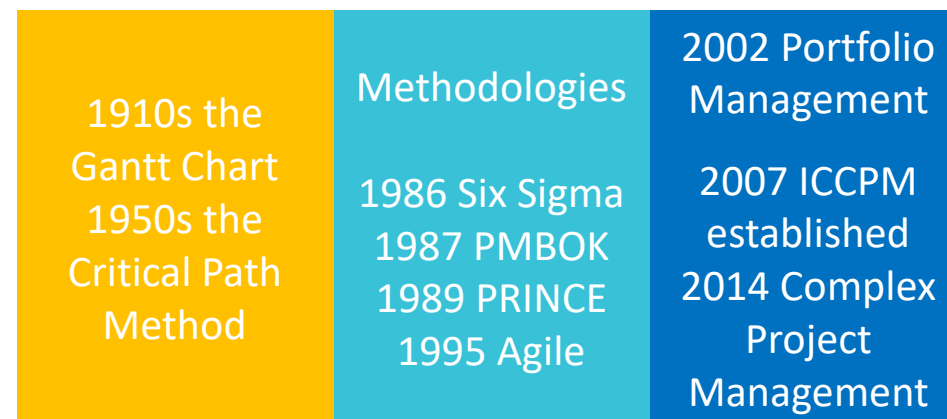 1910s the
Gantt Chart
1950s the
Critical Path
Method
Methodologies
1986 Six Sigma
1987 PMBOK
1989 PRINCE
1995 Agile
2002 Portfolio
Management
2007 ICCPM
established
2014 Complex
Project
Management